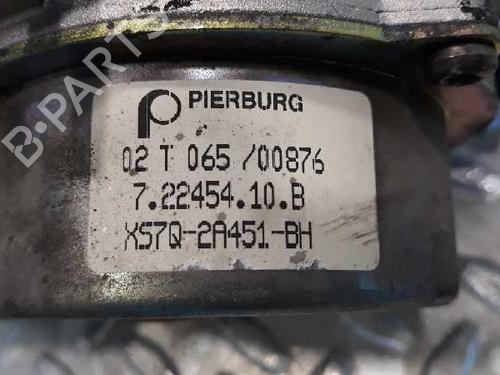 PIERBURG
02 T 065 /00876
7.22454.10.B
XS7Q-2A451-BH
B-PARTS